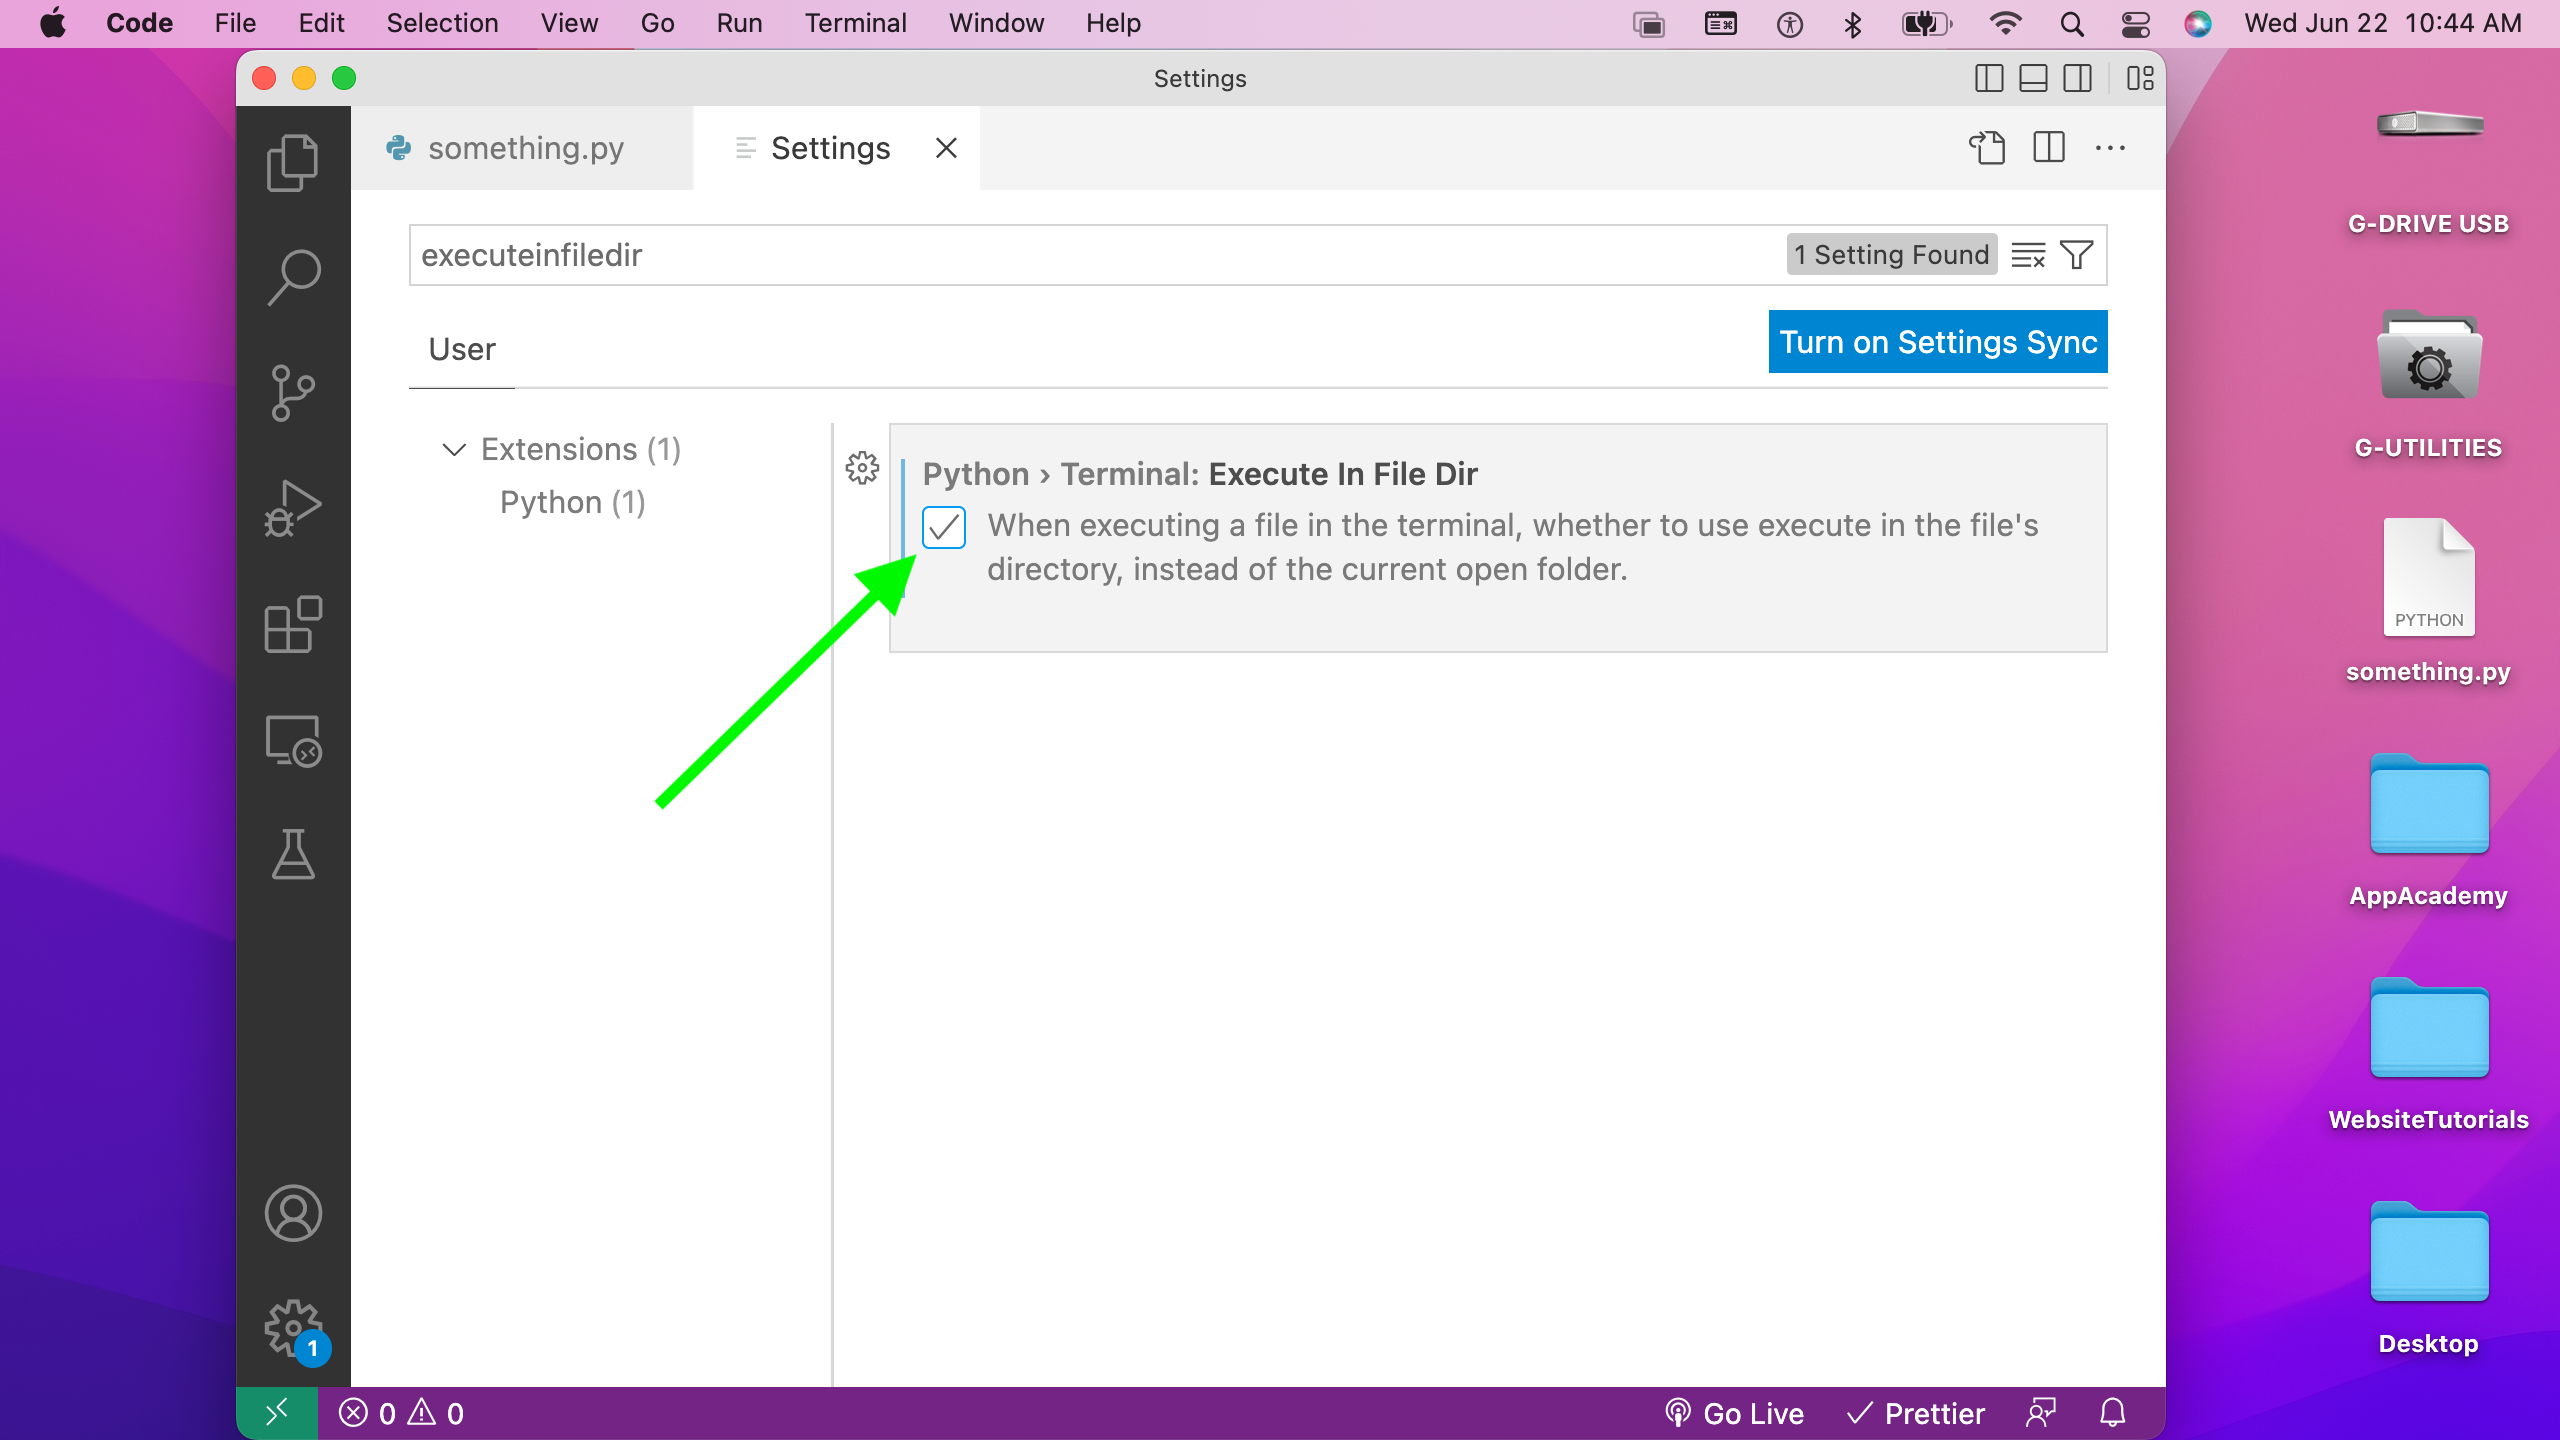 Code File Edit Selection View Go Run Terminal Window Help Wed Jun 22 10:44 AM
Settings
something.py Settings
executeinfiledir 1 Setting Found
User Turn on Settings Sync
Extensions (1)
Python (1)
Python › Terminal: Execute In File Dir
When executing a file in the terminal, whether to use execute in the file's
directory, instead of the current open folder.
1
0 0 Go Live Prettier
G-DRIVE USB
G-UTILITIES
PYTHON
something.py
AppAcademy
WebsiteTutorials
Desktop